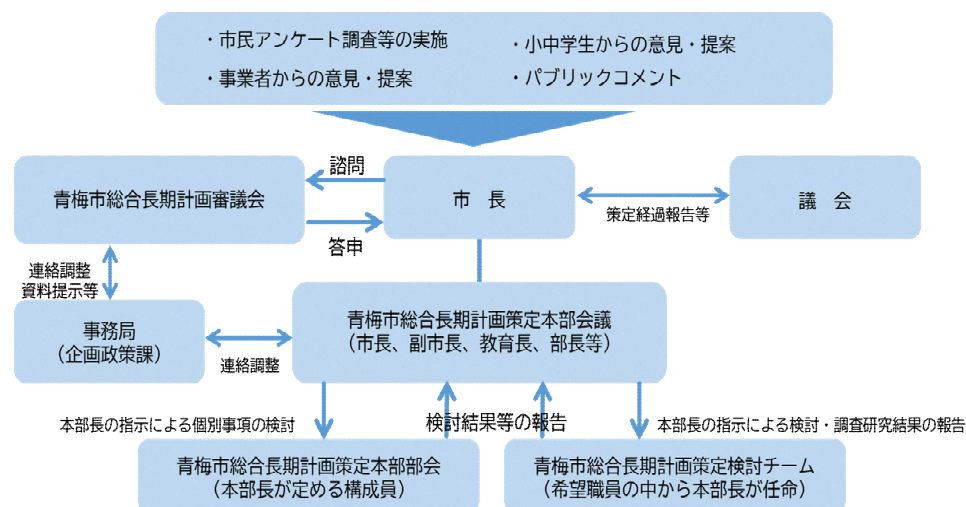 ・市民アンケート調査等の実施
・小中学生からの意見・提案
・事業者からの意見・提案
・パブリックコメント
諮問
青梅市総合長期計画審議会
市　長
議　会
策定経過報告等
答申
連絡調整
資料提示等
事務局
（企画政策課）
連絡調整
青梅市総合長期計画策定本部会議
（市長、副市長、教育長、部長等）
本部長の指示による個別事項の検討
検討結果等の報告
本部長の指示による検討・調査研究結果の報告
青梅市総合長期計画策定本部部会
（本部長が定める構成員）
青梅市総合長期計画策定検討チーム
（希望職員の中から本部長が任命）